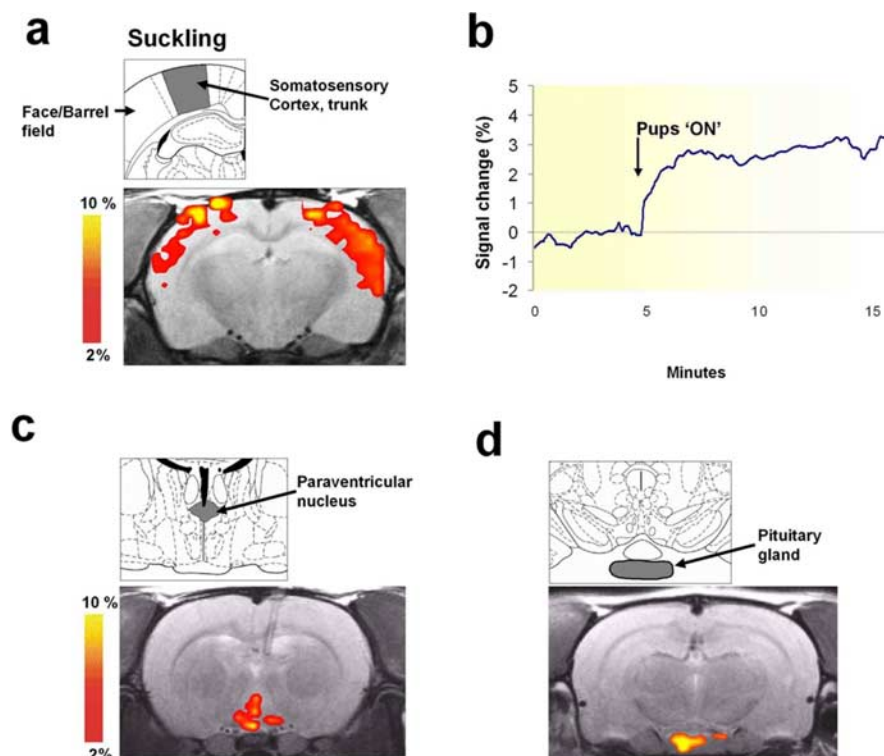 a
Suckling
Face/Barrel
field
Somatosensory
Cortex, trunk
10 %
2%
b
Signal change (%)
5
4
3
2
1
0
-1
-2
Pups ‘ON’
0
5
10
15
Minutes
c
Paraventricular
nucleus
10 %
2%
d
Pituitary
gland